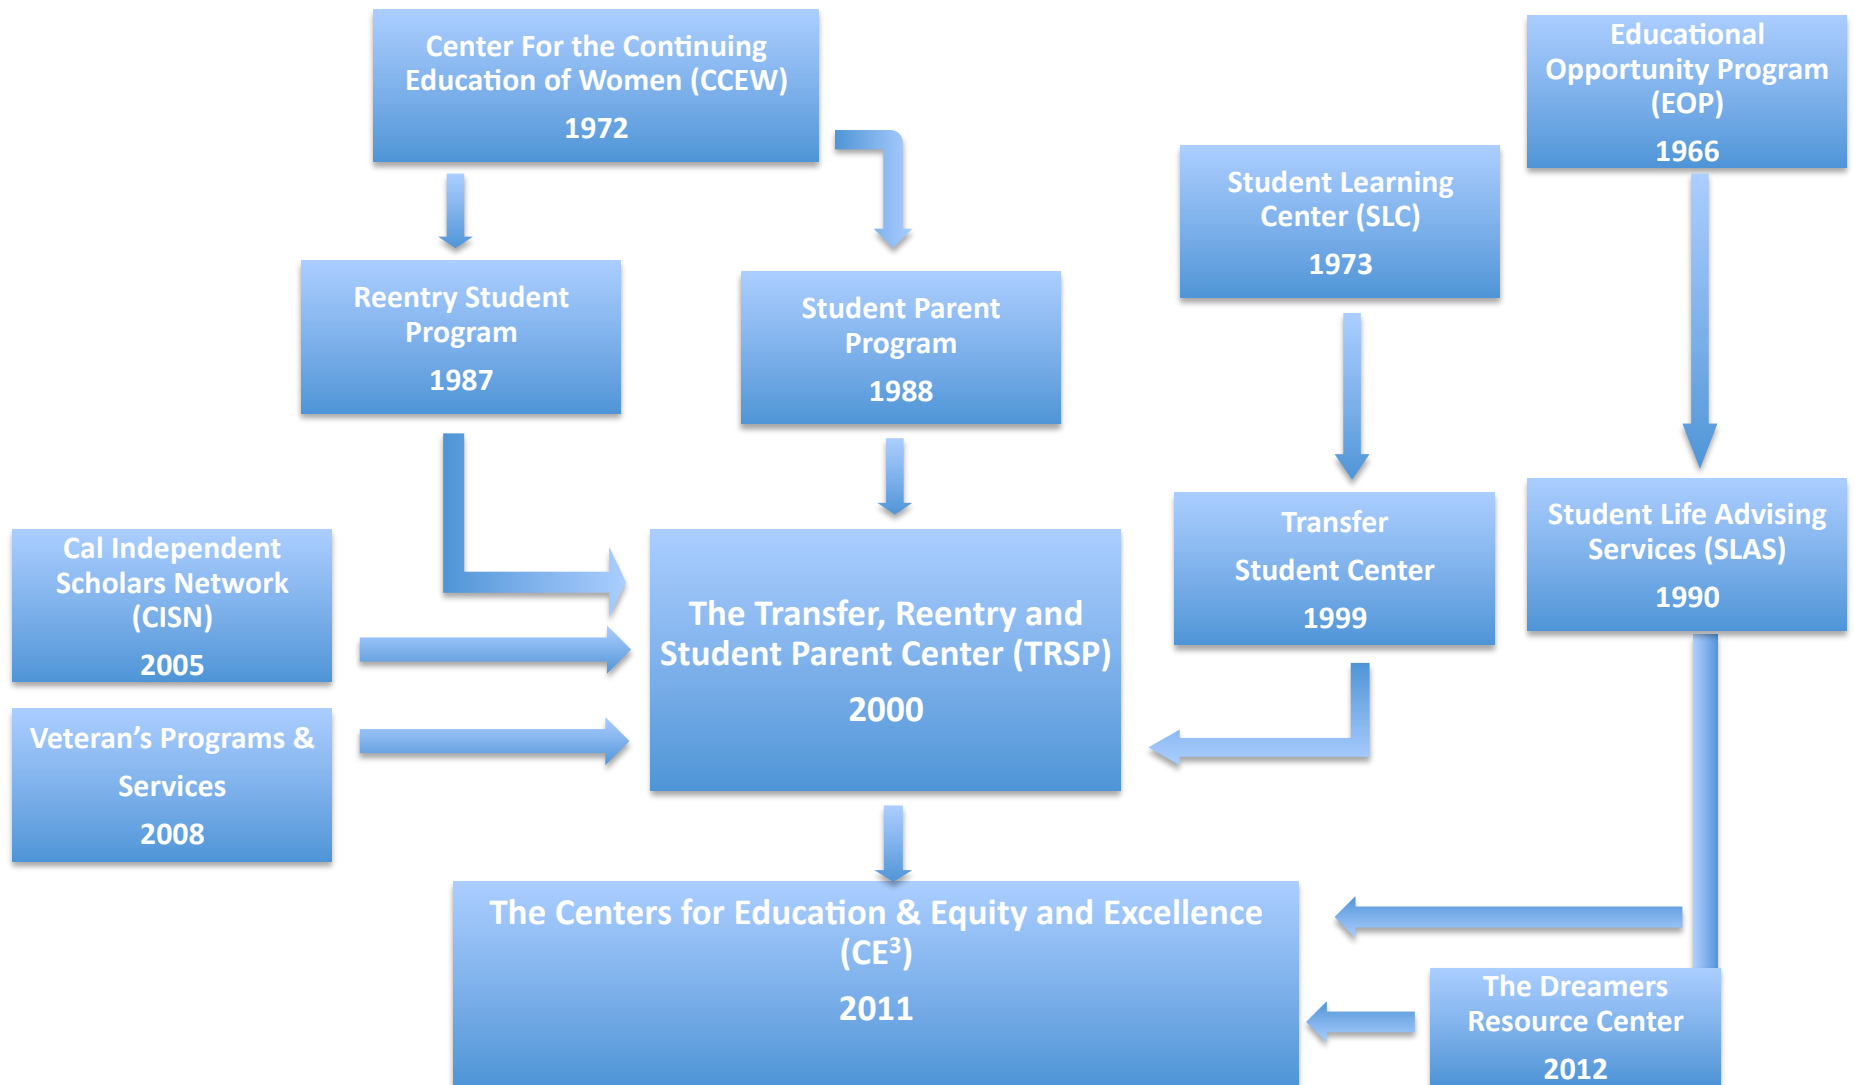 Center For the Continuing
Education of Women (CCEW)
1972
Educational
Opportunity Program
(EOP)
1966
Student Learning
Center (SLC)
1973
Reentry Student
Program
1987
Student Parent
Program
1988
Transfer
Student Center
1999
Student Life Advising
Services (SLAS)
1990
Cal Independent
Scholars Network
(CISN)
2005
The Transfer, Reentry and
Student Parent Center (TRSP)
2000
Veteran’s Programs &
Services
2008
The Centers for Education & Equity and Excellence
(CE³)
2011
The Dreamers
Resource Center
2012